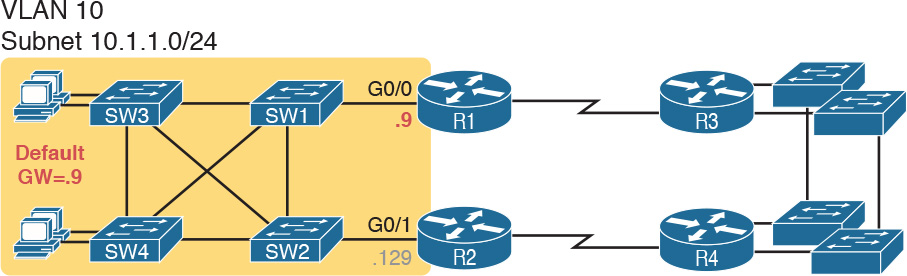 VLAN 10
Subnet 10.1.1.0/24
G0/0
SW3
SW1
.9
R1
R3
Default
GW=.9
G0/1
SW4
SW2
.129
R2
R4